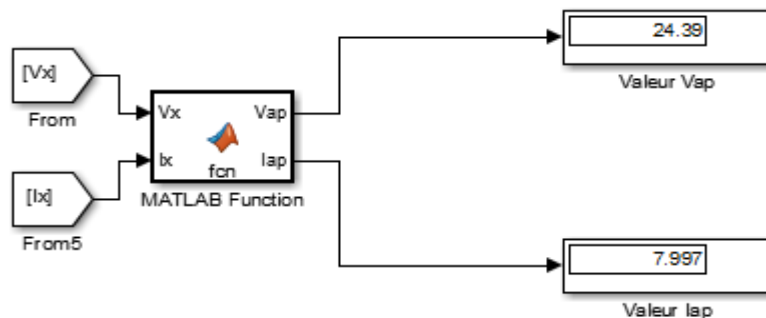 [Vx]
From
[Ix]
From5
Vx
Ix
fcn
Vap
Iap
MATLAB Function
24.39
Valeur Vap
7.997
Valeur Iap